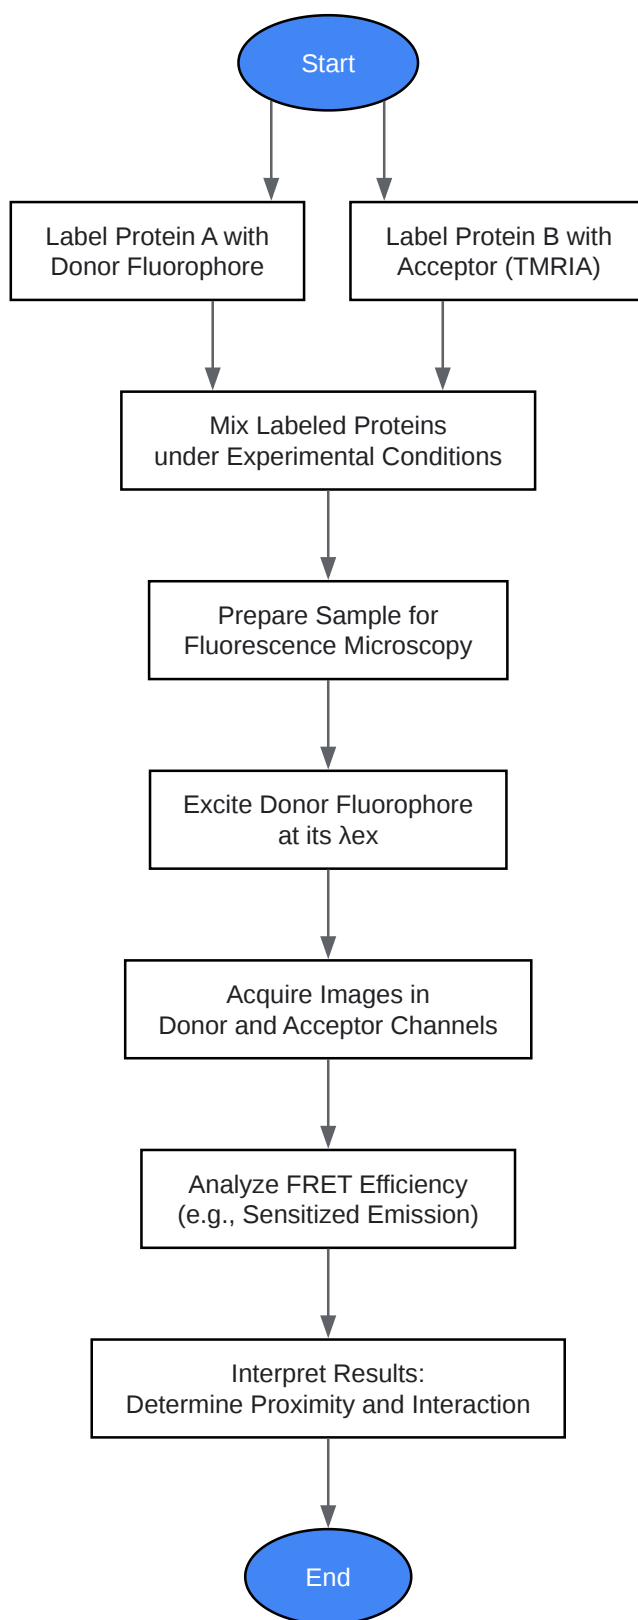 Start
Label Protein A with
Donor Fluorophore
Label Protein B with
Acceptor (TMRIA)
Mix Labeled Proteins
under Experimental Conditions
Prepare Sample for
Fluorescence Microscopy
Excite Donor Fluorophore
at its λex
Acquire Images in
Donor and Acceptor Channels
Analyze FRET Efficiency
(e.g., Sensitized Emission)
Interpret Results:
Determine Proximity and Interaction
End